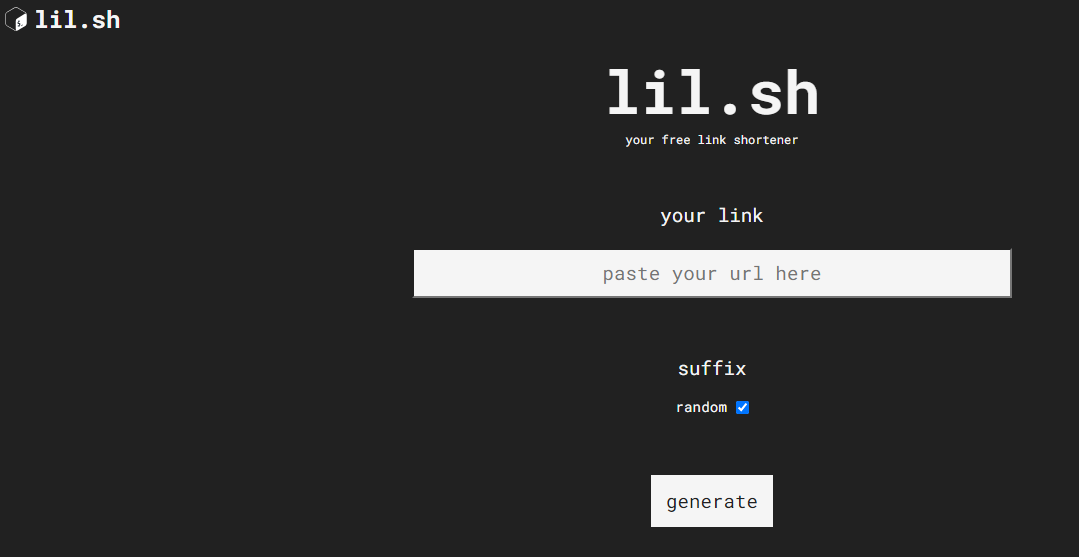 lil.sh
lil.sh
your free link shortener
your link
paste your url here
suffix
random
generate